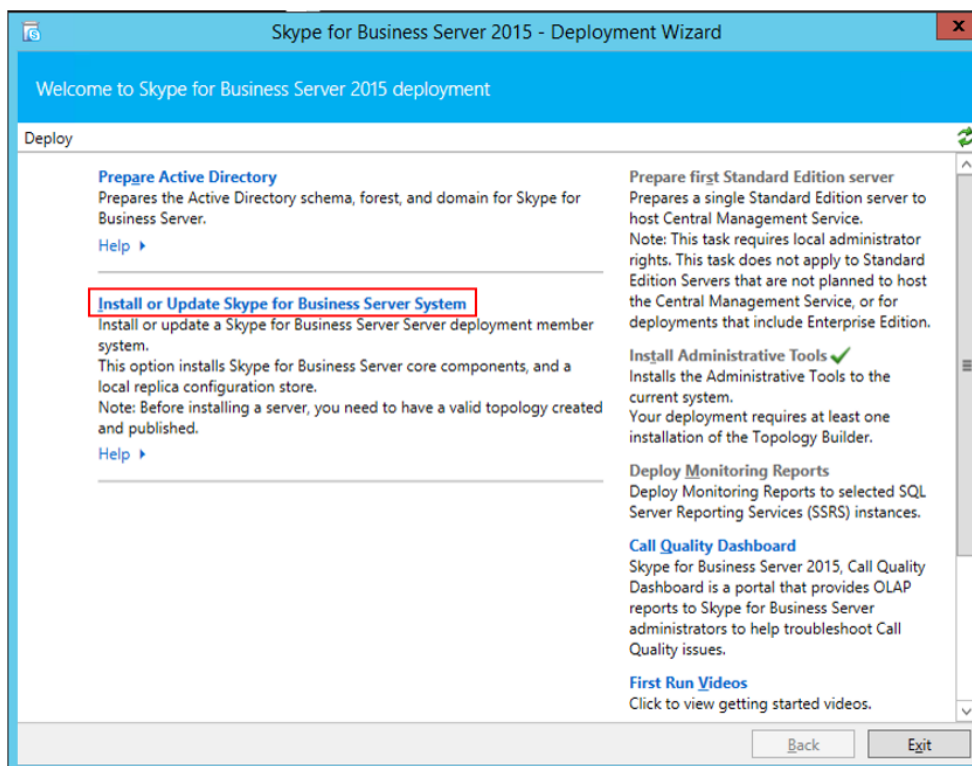 Skype for Business Server 2015 - Deployment Wizard
Welcome to Skype for Business Server 2015 deployment
Deploy
Prepare Active Directory
Prepares the Active Directory schema, forest, and domain for Skype for
Business Server.
Help
Install or Update Skype for Business Server System
Install or update a Skype for Business Server Server deployment member
system.
This option installs Skype for Business Server core components, and a
local replica configuration store.
Note: Before installing a server, you need to have a valid topology created
and published.
Help
Prepare first Standard Edition server
Prepares a single Standard Edition server to
host Central Management Service.
Note: This task requires local administrator
rights. This task does not apply to Standard
Edition Servers that are not planned to host
the Central Management Service, or for
deployments that include Enterprise Edition.
Install Administrative Tools
Installs the Administrative Tools to the
current system.
Your deployment requires at least one
installation of the Topology Builder.
Deploy Monitoring Reports
Deploy Monitoring Reports to selected SQL
Server Reporting Services (SSRS) instances.
Call Quality Dashboard
Skype for Business Server 2015, Call Quality
Dashboard is a portal that provides OLAP
reports to Skype for Business Server
administrators to help troubleshoot Call
Quality issues.
First Run Videos
Click to view getting started videos.
Back
Exit